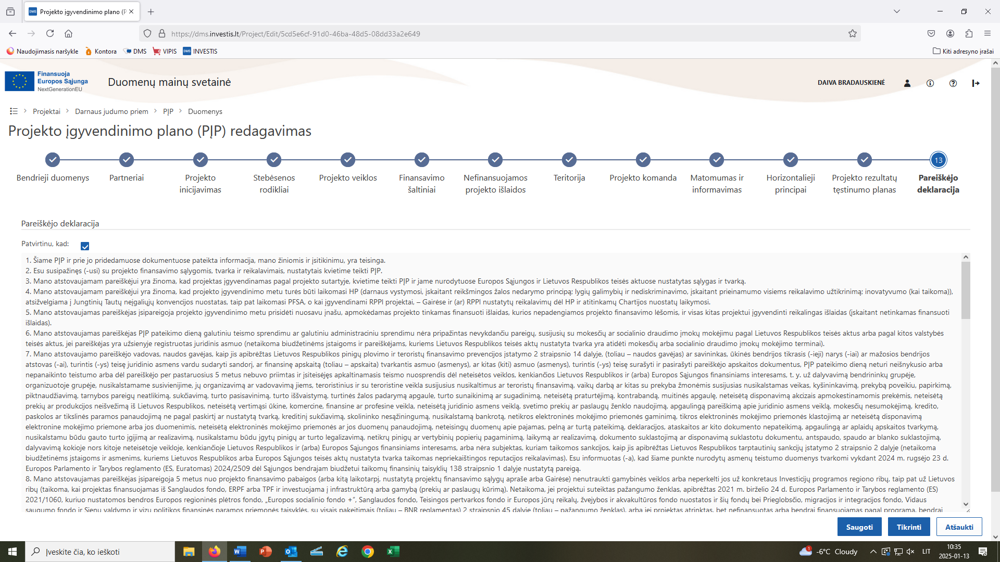 Projekto įgyvendinimo plano (P
https://dms.investis.lt/Project/Edit/5cd5e6cf-91d0-46ba-48d5-08dd33a2e649
Naudojimasis naršykle Kontora DMS VIPIS DMS INVESTIS Kiti adresyno įrašai
Finansuoja
Europos Sąjunga
NextGenerationEU
Duomenų mainų svetainė
DAIVA BRADAUSKIENĖ
Projektai > Darnaus judumo priem > PĮP > Duomenys
Projekto įgyvendinimo plano (PĮP) redagavimas
13
Bendrieji duomenys
Partneriai
Projekto inicijavimas
Stebėsenos rodikliai
Projekto veiklos
Finansavimo šaltiniai
Nefinansuojamos projekto išlaidos
Teritorija
Projekto komanda
Matomumas ir informavimas
Horizontalieji principai
Projekto rezultatų tęstinumo planas
Pareiškėjo deklaracija
Pareiškėjo deklaracija
Patvirtinu, kad:
1. Šiame PĮP ir prie jo pridedamuose dokumentuose pateikta informacija, mano žiniomis ir įsitikinimu, yra teisinga.
2. Esu susipažinęs (-usi) su projekto finansavimo sąlygomis, tvarka ir reikalavimais, nustatytais kvietime teikti PĮP.
3. Mano atstovaujamam pareiškėjui yra žinoma, kad projektas įgyvendinamas pagal projekto sutartyje, kvietime teikti PĮP ir jame nurodytuose Europos Sąjungos ir Lietuvos Respublikos teisės aktuose nustatytas sąlygas ir tvarką.
4. Mano atstovaujamam pareiškėjui yra žinoma, kad projekto įgyvendinimo metu turės būti laikomasi HP (darnaus vystymosi, įskaitant reikšmingos žalos nedarymo principą; lygių galimybių ir nediskriminavimo, įskaitant prieinamumo visiems reikalavimo užtikrinimą; inovatyvumo (kai taikoma)),
atsižvelgiama į Jungtinių Tautų neįgaliųjų konvencijos nuostatas, taip pat laikomasi PFSA, o kai įgyvendinami RPPl projektai, – Gairėse ir (ar) RPPl nustatytų reikalavimų dėl HP ir atitinkamų Chartijos nuostatų laikymosi.
5. Mano atstovaujamas pareiškėjas įsipareigoja projekto įgyvendinimo metu prisidėti nuosavu įnašu, apmokėdamas projekto tinkamas finansuoti išlaidas, kurios nepadengiamos projekto finansavimo lėšomis, ir visas kitas projektui įgyvendinti reikalingas išlaidas (įskaitant netinkamas finansuoti
išlaidas).
6. Mano atstovaujamas pareiškėjas PĮP pateikimo dieną galutiniu teismo sprendimu ar galutiniu administraciniu sprendimu nėra pripažintas nevykdančiu pareigų, susijusių su mokesčių ar socialinio draudimo įmokų mokėjimu pagal Lietuvos Respublikos teisės aktus arba pagal kitos valstybės
teisės aktus, jei pareiškėjas yra užsienyje registruotas juridinis asmuo (netaikoma biudžetinėms įstaigoms ir pareiškėjams, kuriems Lietuvos Respublikos teisės aktų nustatyta tvarka yra atidėti mokesčių arba socialinio draudimo įmokų mokėjimo terminai).
7. Mano atstovaujamo pareiškėjo vadovas, naudos gavėjas, kaip jis apibrėžtas Lietuvos Respublikos pinigų plovimo ir teroristų finansavimo prevencijos įstatymo 2 straipsnio 14 dalyje, (toliau – naudos gavėjas) ar savininkas, ūkinės bendrijos tikrasis (-ieji) narys (-iai) ar mažosios bendrijos
atstovas (-ai), turintis (-ys) teisę juridinio asmens vardu sudaryti sandorį, ar finansinę apskaitą (toliau – apskaita) tvarkantis asmuo (asmenys), ar kitas (kiti) asmuo (asmenys), turintis (-ys) teisę surašyti ir pasirašyti pareiškėjo apskaitos dokumentus, PĮP pateikimo dieną neturi neišnykusio arba
nepanaikinto teistumo arba dėl pareiškėjo per pastaruosius 5 metus nebuvo priimtas ir įsiteisėjęs apkaltinamasis teismo nuosprendis dėl neteisėtos veiklos, kenkiančios Lietuvos Respublikos ir (arba) Europos Sąjungos finansiniams interesams, t. y. už dalyvavimą bendrininkų grupėje,
organizuotoje grupėje, nusikalstamame susivienijime, jų organizavimą ar vadovavimą jiems, teroristinius ir su teroristine veikla susijusius nusikaltimus ar teroristų finansavimą, vaikų darbą ar kitas su prekyba žmonėmis susijusias nusikalstamas veikas, kyšininkavimą, prekybą poveikiu, papirkimą,
piktnaudžiavimą, tarnybos pareigų neatlikimą, sukčiavimą, turto pasisavinimą, turto iššvaistymą, turtinės žalos padarymą apgaule, turto sunaikinimą ar sugadinimą, neteisėtą praturtėjimą, kontrabandą, muitinės apgaulę, neteisėtą disponavimą akcizais apmokestinamomis prekėmis, neteisėtą
prekių ar produkcijos neišvežimą iš Lietuvos Respublikos, neteisėtą vertimąsi ūkine, komercine, finansine ar profesine veikla, neteisėtą juridinio asmens veiklą, svetimo prekių ar paslaugų ženklo naudojimą, apgaulingą pareiškimą apie juridinio asmens veiklą, mokesčių nesumokėjimą, kredito,
paskolos ar tikslinės paramos panaudojimą ne pagal paskirtį ar nustatytą tvarką, kreditinį sukčiavimą, skolininko nesąžiningumą, nusikalstamą bankrotą, netikros elektroninės mokėjimo priemonės gaminimą, tikros elektroninės mokėjimo priemonės klastojimą ar neteisėtą disponavimą
elektronine mokėjimo priemone arba jos duomenimis, neteisėtą elektroninės mokėjimo priemonės ar jos duomenų panaudojimą, neteisingų duomenų apie pajamas, pelną ar turtą pateikimą, deklaracijos, ataskaitos ar kito dokumento nepateikimą, apgaulingą ar aplaidų apskaitos tvarkymą,
nusikalstamu būdu gauto turto įgijimą ar realizavimą, nusikalstamu būdu įgytų pinigų ar turto legalizavimą, netikrų pinigų ar vertybinių popierių pagaminimą, laikymą ar realizavimą, dokumento suklastojimą ar disponavimą suklastotu dokumentu, antspaudo, spaudo ar blanko suklastojimą,
dalyvavimą kokioje nors kitoje neteisėtoje veikloje, kenkiančioje Lietuvos Respublikos ir (arba) Europos Sąjungos finansiniams interesams, arba nėra subjektas, kuriam taikomos sankcijos, kaip jis apibrėžtas Lietuvos Respublikos tarptautinių sankcijų įstatymo 2 straipsnio 2 dalyje (netaikoma
biudžetinėms įstaigoms ir asmenims, kuriems Lietuvos Respublikos arba Europos Sąjungos teisės aktų nustatyta tvarka taikomas nepriekaištingos reputacijos reikalavimas). Esu informuotas (-a), kad šiame punkte nurodytų asmenų teistumo duomenys tvarkomi vykdant 2024 m. rugsėjo 23 d.
Europos Parlamento ir Tarybos reglamento (ES, Euratomas) 2024/2509 dėl Sąjungos bendrajam biudžetui taikomų finansinių taisyklių 138 straipsnio 1 dalyje nustatytą pareigą.
8. Mano atstovaujamas pareiškėjas įsipareigoja 5 metus nuo projekto finansavimo pabaigos (arba kitą laikotarpį, nustatytą projektų finansavimo sąlygų apraše arba Gairėse) nenutraukti gamybinės veiklos arba neperkelti jos už konkretaus Investicijų programos regiono ribų, taip pat už Lietuvos
ribų (taikoma, kai projektas finansuojamas iš Sanglaudos fondo, ERPF arba TPF ir investuojama į infrastruktūrą arba gamybą (prekių ar paslaugų kūrimą). Netaikoma, jei projektui suteiktas pažangumo ženklas, apibrėžtas 2021 m. birželio 24 d. Europos Parlamento ir Tarybos reglamento (ES)
2021/1060, kuriuo nustatomos bendros Europos regioninės plėtros fondo, „Europos socialinio fondo +“, Sanglaudos fondo, Teisingos pertvarkos fondo ir Europos jūrų reikalų, žvejybos ir akvakultūros fondo nuostatos ir šių fondų bei Prieglobsčio, migracijos ir integracijos fondo, Vidaus
saugumo fondo ir Sienų valdymo ir vizų politikos finansinės paramos priemonės taisyklės, su visais pakeitimais (toliau – BNR reglamentas) 2 straipsnio 45 dalyje (toliau – pažangumo ženklas), arba jei projektas atrinktas, bet nefinansuotas arba bendrai finansuojamas pagal programą, bendrai
Saugoti Tikrinti Atšaukti
Įveskite čia, ko ieškoti
1 -6°C Cloudy LIT 10:35
2025-01-13